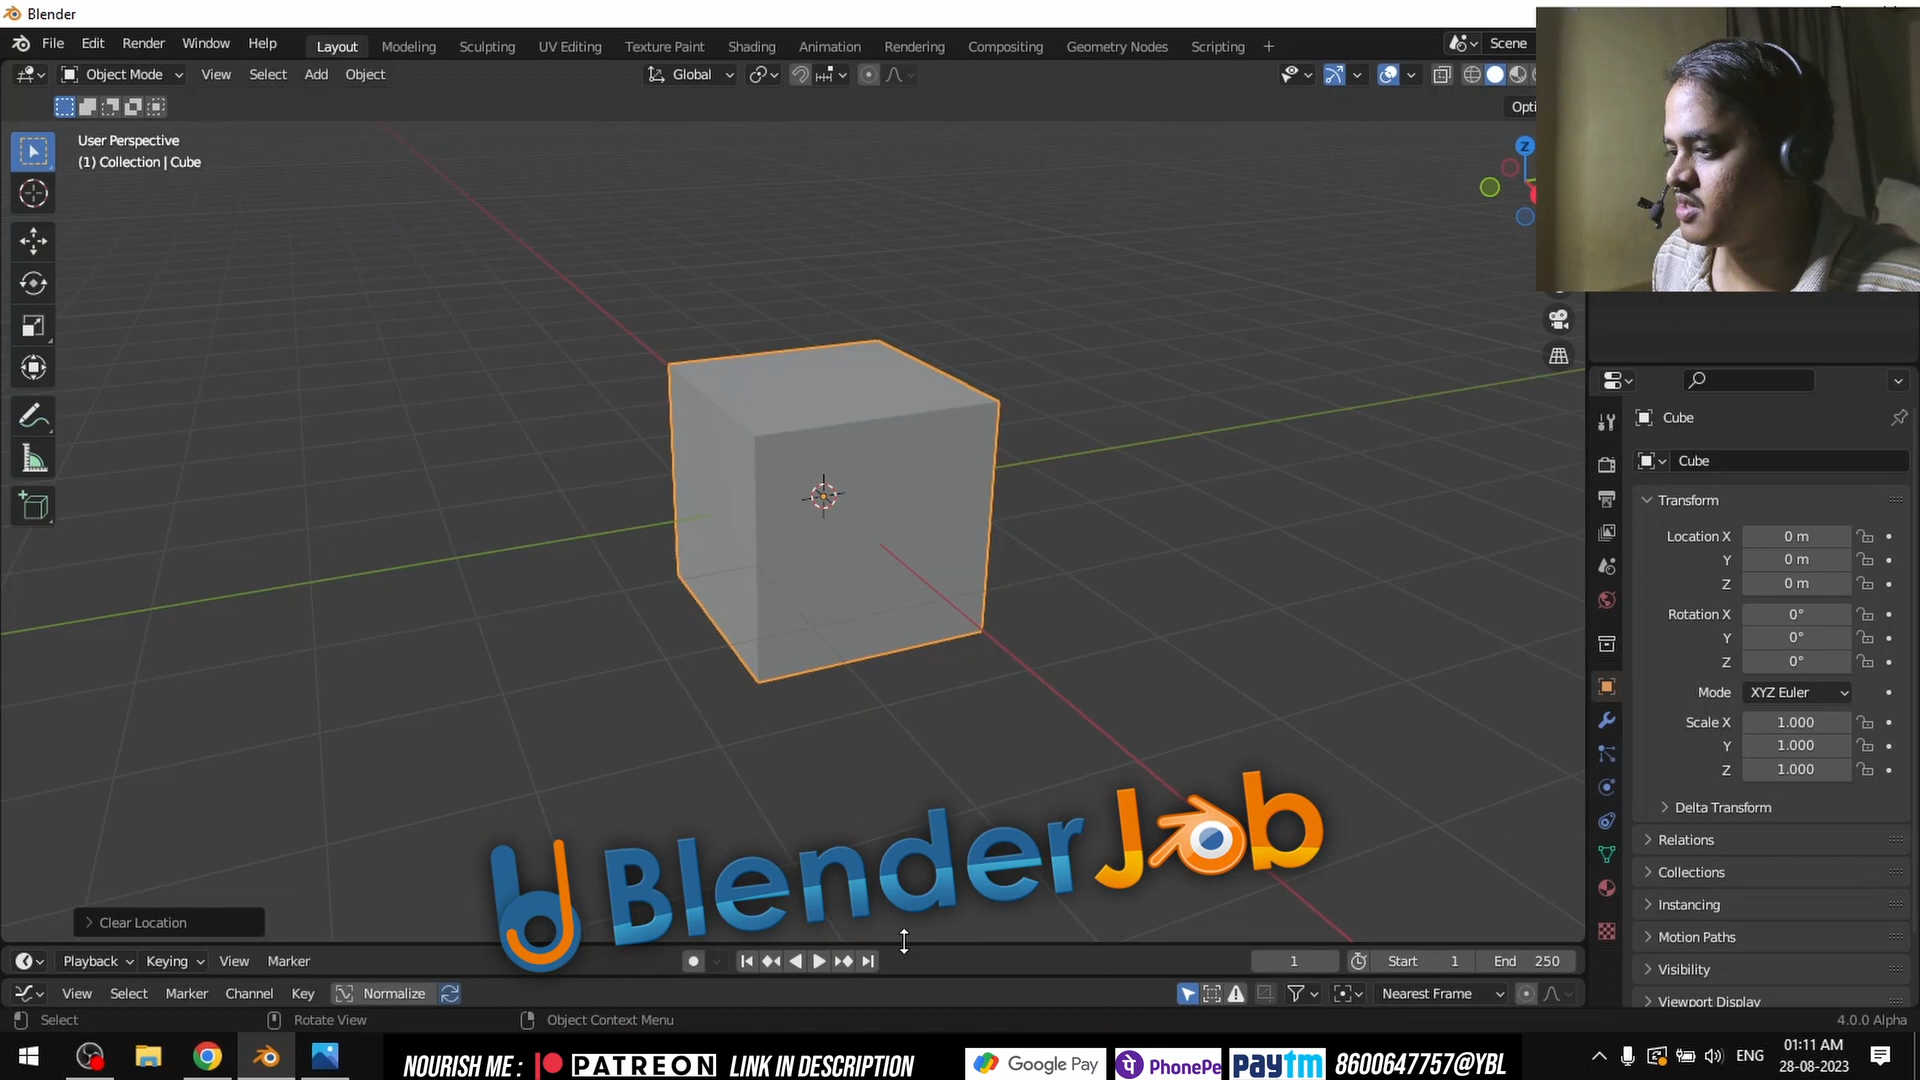 Blender
File Edit Render Window Help
Layout Modeling Sculpting UV Editing Texture Paint Shading Animation Rendering Compositing Geometry Nodes Scripting +
Scene
Object Mode View Select Add Object
Global
User Perspective
(1) Collection | Cube
Z
Cube
Cube
Transform
Location X 0 m
Y 0 m
Z 0 m
Rotation X 0°
Y 0°
Z 0°
Mode XYZ Euler
Scale X 1.000
Y 1.000
Z 1.000
Delta Transform
Relations
Collections
Instancing
Motion Paths
Visibility
Viewport Display
BlenderJob
Clear Location
Playback Keying View Marker
1 Start 1 End 250
View Select Marker Channel Key Normalize
Nearest Frame
Select Rotate View Object Context Menu
4.0.0 Alpha
NOURISH ME : PATREON LINK IN DESCRIPTION
Google Pay PhonePe paytm 8600647757@YBL
ENG
01:11 AM
28-08-2023